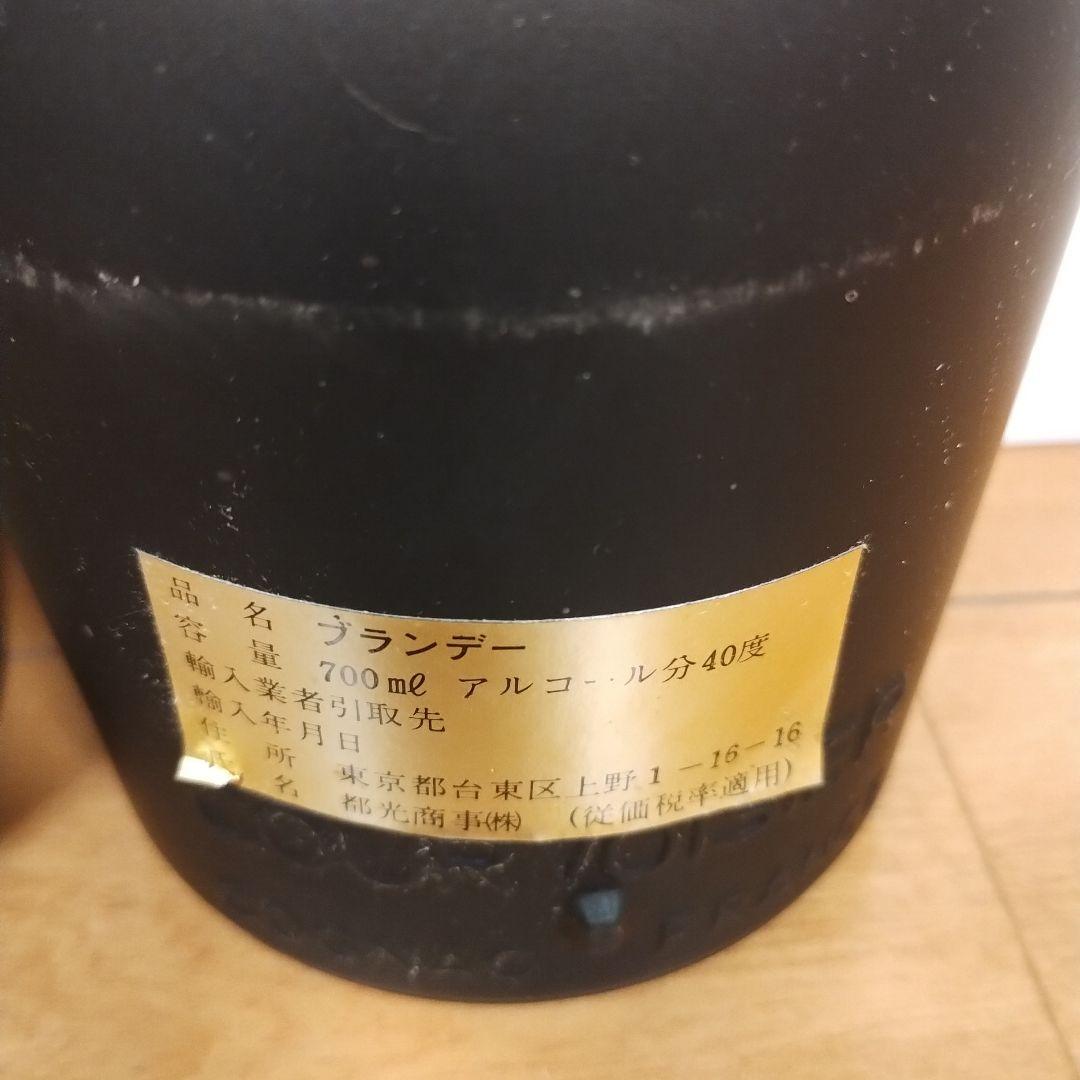 品名 ブランデー
容量 700ml アルコール分40度
輸入業者引取先
輸入年月日
住所 東京都台東区上野1-16-16
氏名 都光商事㈱ (従価税率適用)